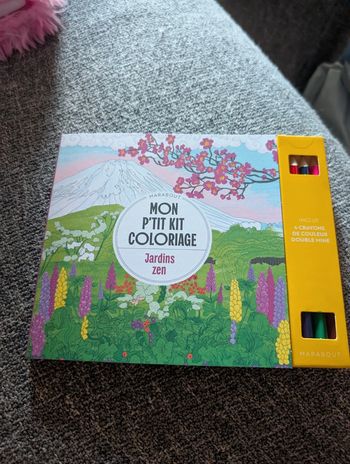 MARABOUT
MON
P'TIT KIT
COLORIAGE
Jardins
zen
INCLUS
4 CRAYONS
DE COULEUR
DOUBLE MINE
MARABOUT